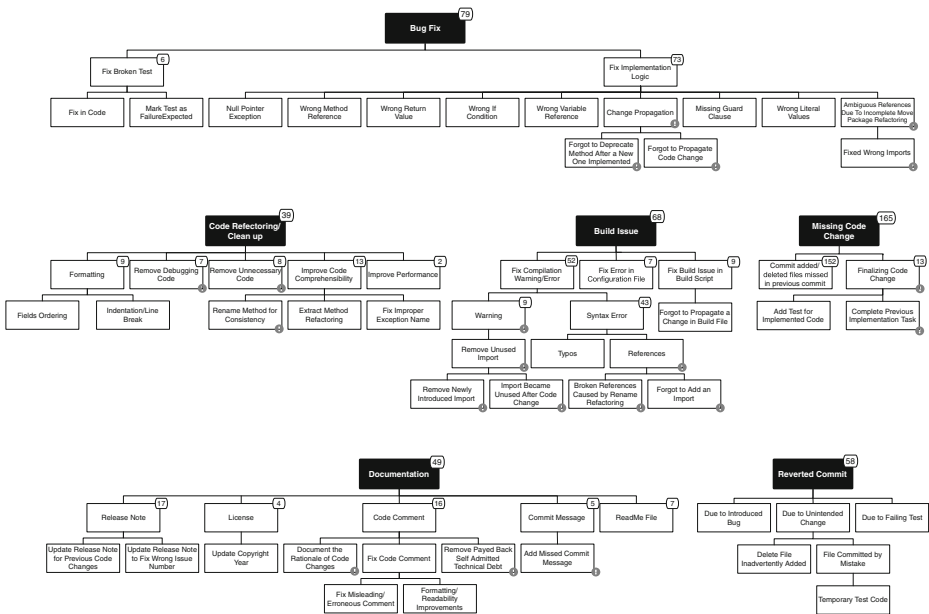 79
Bug Fix
6
Fix Broken Test
73
Fix Implementation
Logic
Fix in Code
Mark Test as
FailureExpected
Null Pointer
Exception
Wrong Method
Reference
Wrong Return
Value
Wrong If
Condition
Wrong Variable
Reference
Change Propagation
Missing Guard
Clause
Wrong Literal
Values
Ambiguous References
Due To Incomplete Move
Package Refactoring
Forgot to Deprecate
Method After a New
One Implemented
Forgot to Propagate
Code Change
Fixed Wrong Imports
39
Code Refectoring/
Clean up
9
Formatting
7
Remove Debugging
Code
8
Remove Unnecessary
Code
13
Improve Code
Comprehensibility
2
Improve Performance
Fields Ordering
Indentation/Line
Break
Rename Method for
Consistency
Extract Method
Refactoring
Fix Improper
Exception Name
68
Build Issue
52
Fix Compilation
Warning/Error
7
Fix Error in
Configuration File
9
Fix Build Issue in
Build Script
9
Warning
43
Syntax Error
Forgot to Propagate a
Change in Build File
Remove Unused
Import
Typos
References
Remove Newly
Introduced Import
Import Became
Unused After Code
Change
Broken References
Caused by Rename
Refactoring
Forgot to Add an
Import
165
Missing Code
Change
152
Commit added/
deleted files missed
in previous commit
13
Finalizing Code
Change
Add Test for
Implemented Code
Complete Previous
Implementation Task
49
Documentation
17
Release Note
4
License
16
Code Comment
5
Commit Message
7
ReadMe File
Update Release Note
for Previous Code
Changes
Update Release Note
to Fix Wrong Issue
Number
Update Copyright
Year
Document the
Rationale of Code
Changes
Fix Code Comment
Remove Payed Back
Self Admitted
Technical Debt
Add Missed Commit
Message
Fix Misleading/
Erroneous Comment
Formatting/
Readability
Improvements
58
Reverted Commit
Due to Introduced
Bug
Due to Unintended
Change
Due to Failing Test
Delete File
Inadvertently Added
File Committed by
Mistake
Temporary Test Code